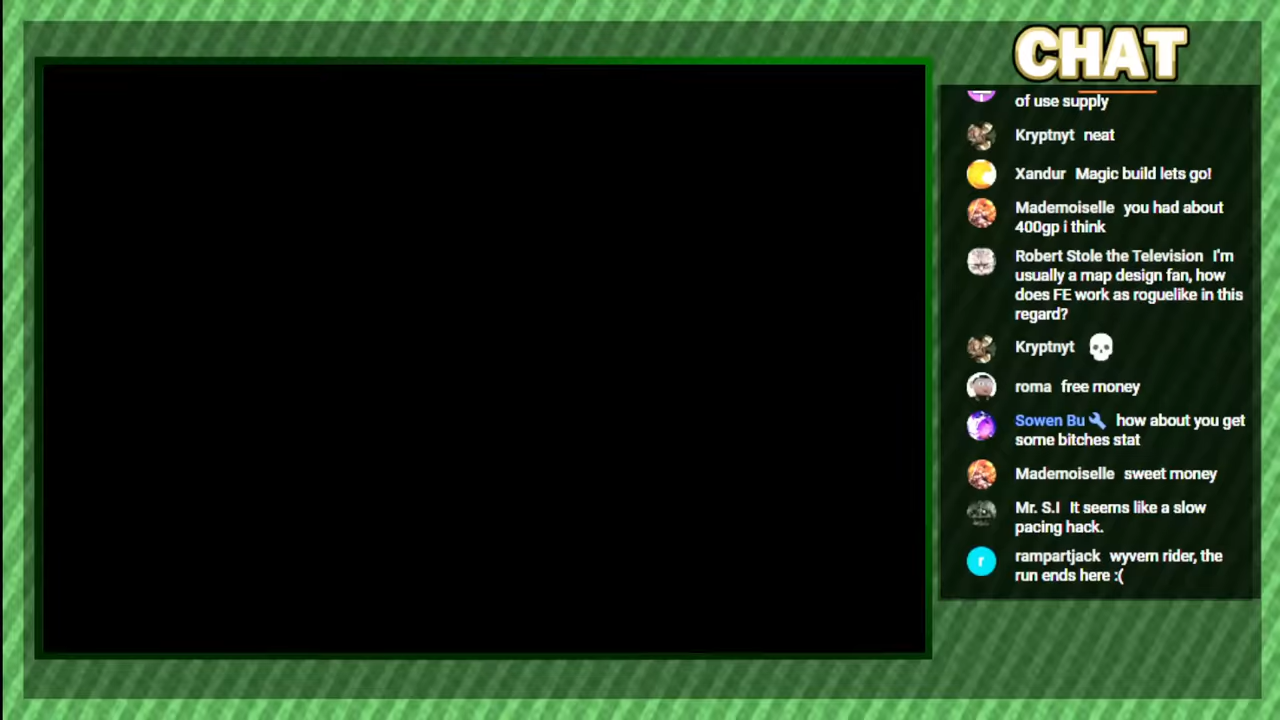 CHAT
of use supply
Kryptnyt neat
Xandur Magic build lets go!
Mademoiselle you had about
400gp i think
Robert Stole the Television I'm
usually a map design fan, how
does FE work as roguelike in this
regard?
Kryptnyt 💀
roma free money
Sowen Bu how about you get
some bitches stat
Mademoiselle sweet money
Mr. S.I It seems like a slow
pacing hack.
r rampartjack wyvern rider, the
run ends here :(